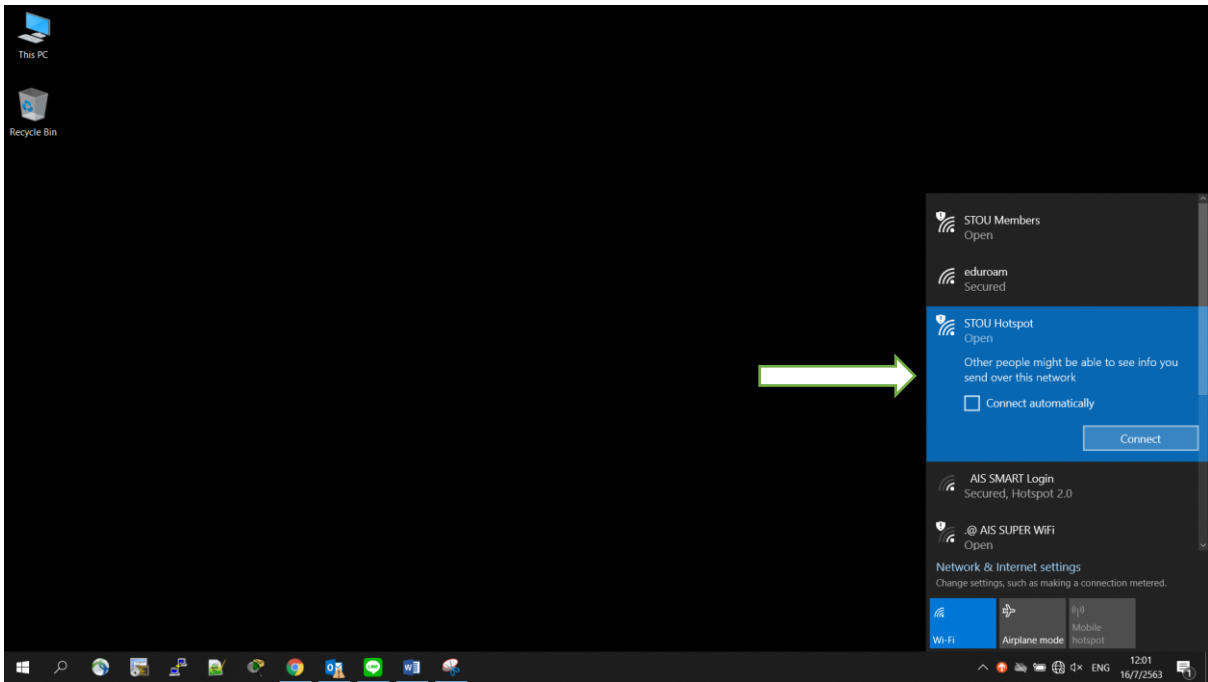 This PC
Recycle Bin
STOU Members
Open
eduroam
Secured
STOU Hotspot
Open
Other people might be able to see info you
send over this network
Connect automatically
Connect
AIS SMART Login
Secured, Hotspot 2.0
.@ AIS SUPER WiFi
Open
Network & Internet settings
Change settings, such as making a connection metered.
Wi-Fi
Airplane mode
Mobile
hotspot
ENG
12:01
16/7/2563
1